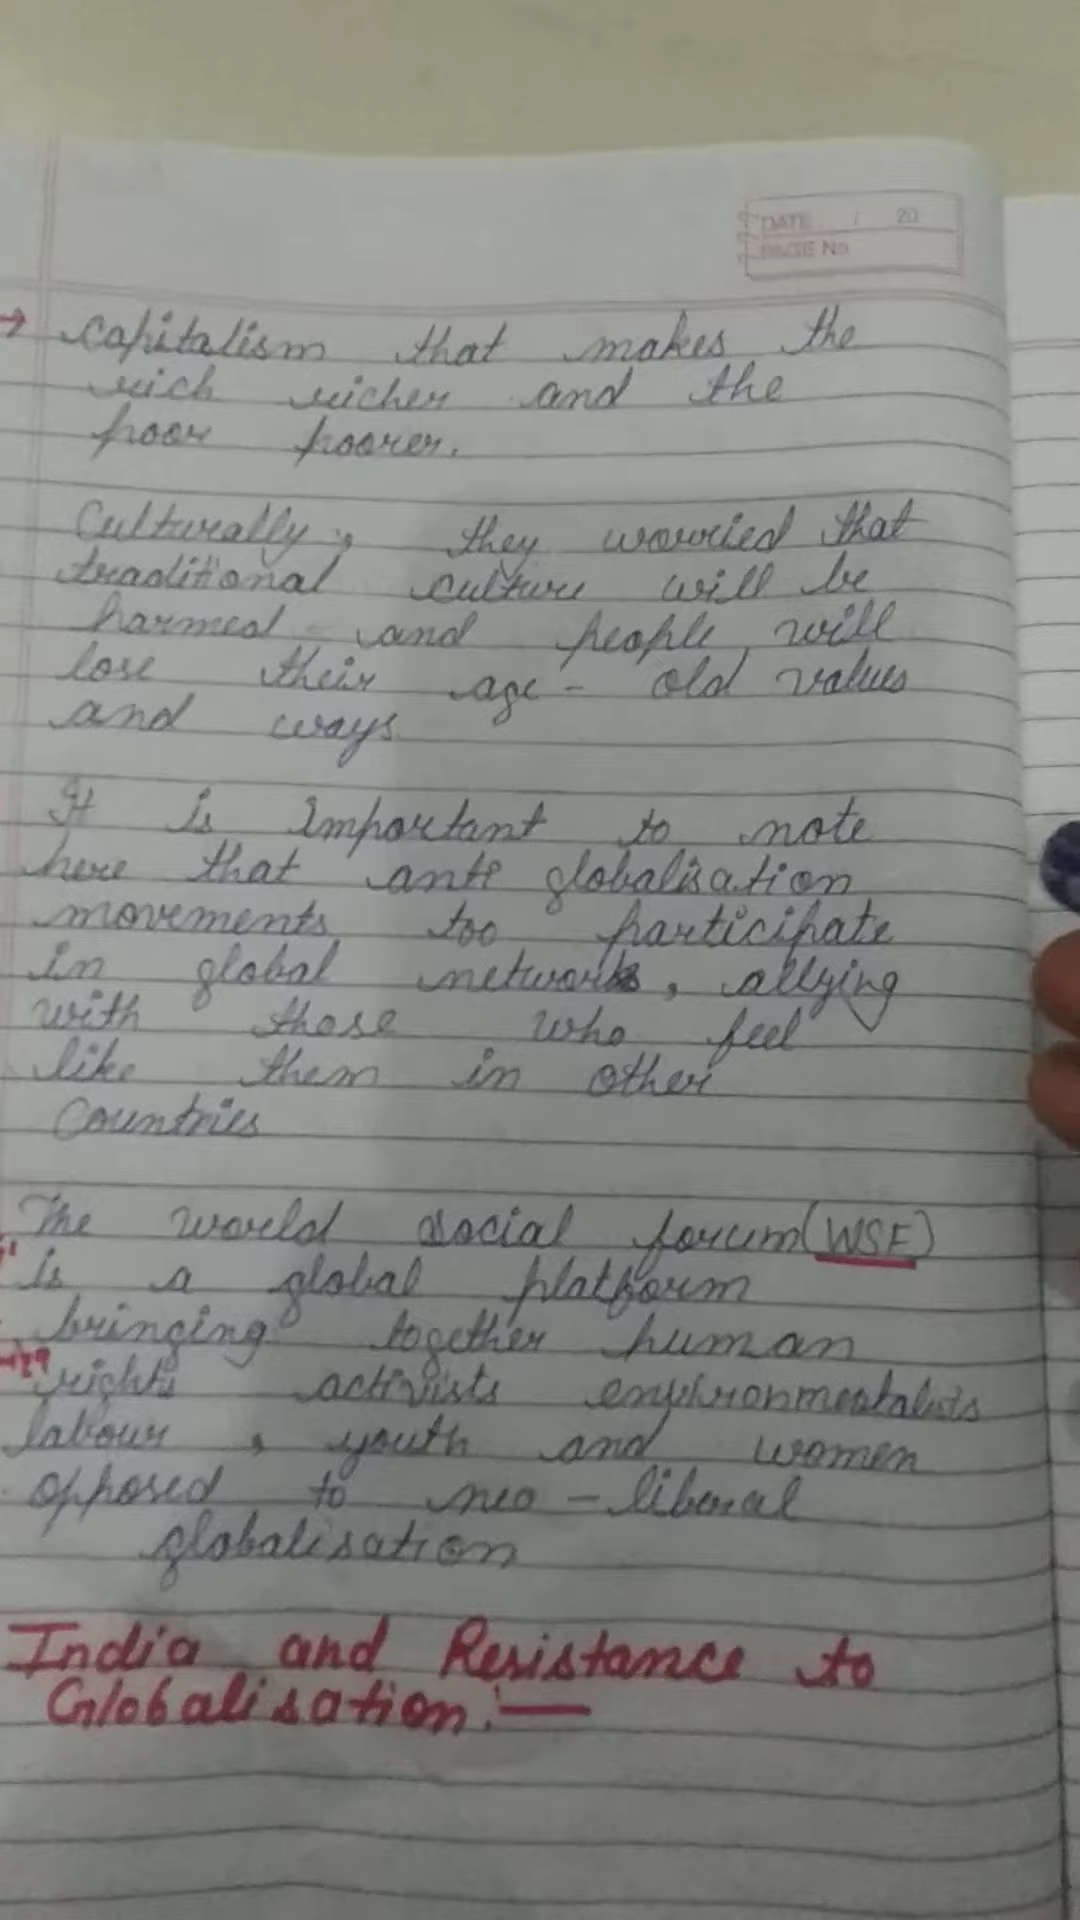 DATE / 20
PAGE No
→ capitalism that makes the
rich richer and the
poor poorer.
Culturally, they worried that
traditional culture will be
harmed and people will
lose their age - old values
and ways
It is important to note
here that anti globalisation
movements too participate
in global networks, allying
with those who feel
like them in other
Countries
The world social forum (WSF)
is a global platform
bringing together human
rights activists environmentalists
labour, youth and women
opposed to neo - liberal
globalisation
India and Resistance to
Globalisation :—